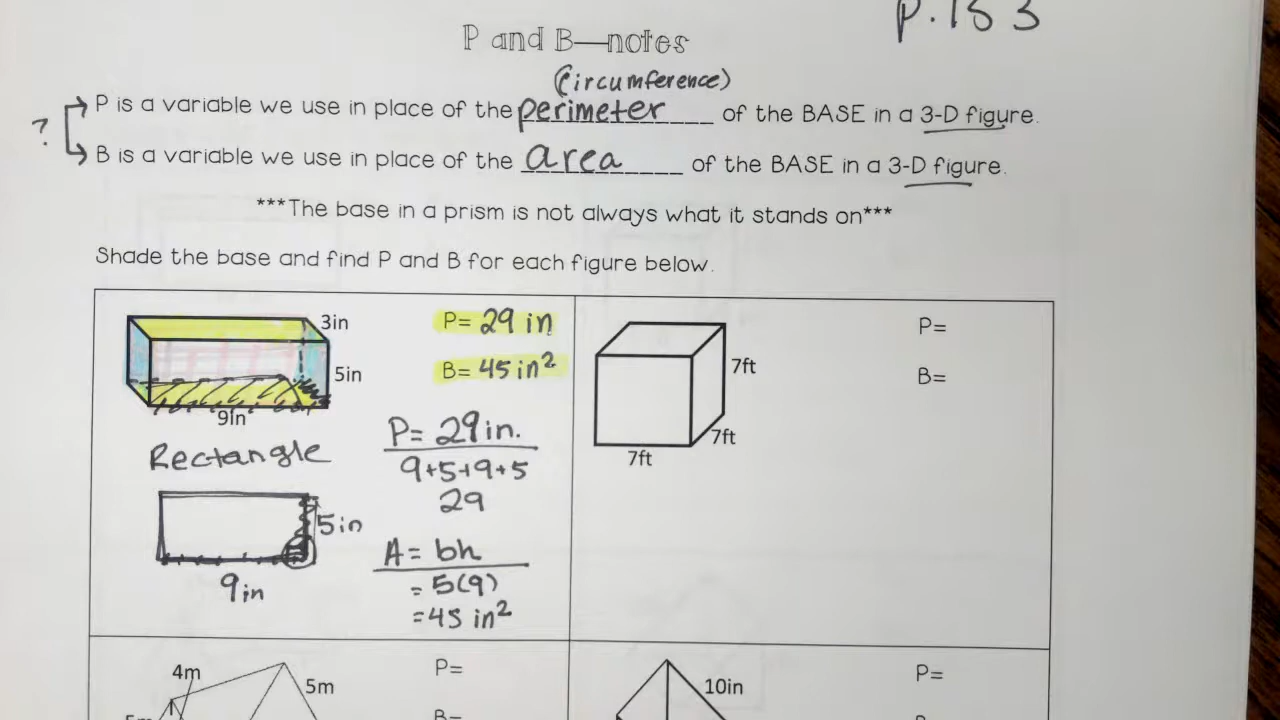 p. 153
P and B—notes
(circumference)
P is a variable we use in place of the perimeter of the BASE in a 3-D figure.
?
B is a variable we use in place of the area of the BASE in a 3-D figure.
***The base in a prism is not always what it stands on***
Shade the base and find P and B for each figure below.
3in
5in
9in
P= 29 in
B= 45 in²
Rectangle
5in
9in
P= 29in.
9+5+9+5
29
A= bh
= 5(9)
=45 in²
7ft
7ft
7ft
P=
B=
4m
5m
5m
P=
B=
10in
P=